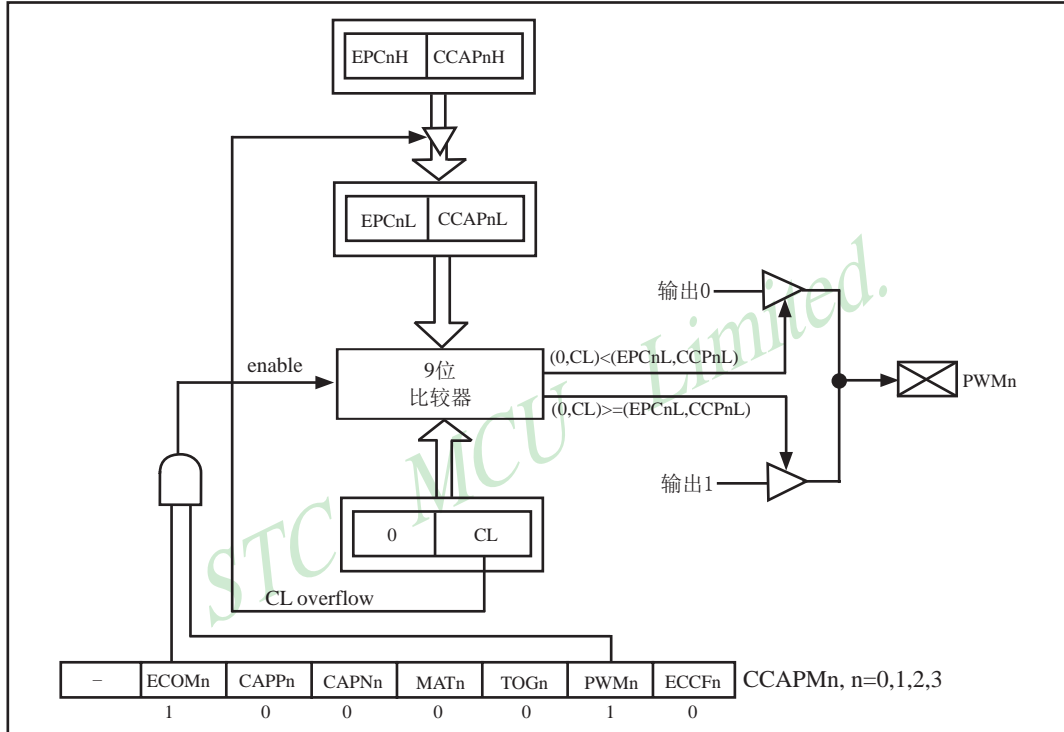 EPCnH CCAPnH
EPCnL CCAPnL
输出0
enable
9位
比较器
(0,CL)<(EPCnL,CCPnL)
(0,CL)>=(EPCnL,CCPnL)
PWMn
输出1
0 CL
CL overflow
STC MCU Limited.
– ECOMn CAPPn CAPNn MATn TOGn PWMn ECCFn CCAPMn, n=0,1,2,3
1 0 0 0 0 1 0